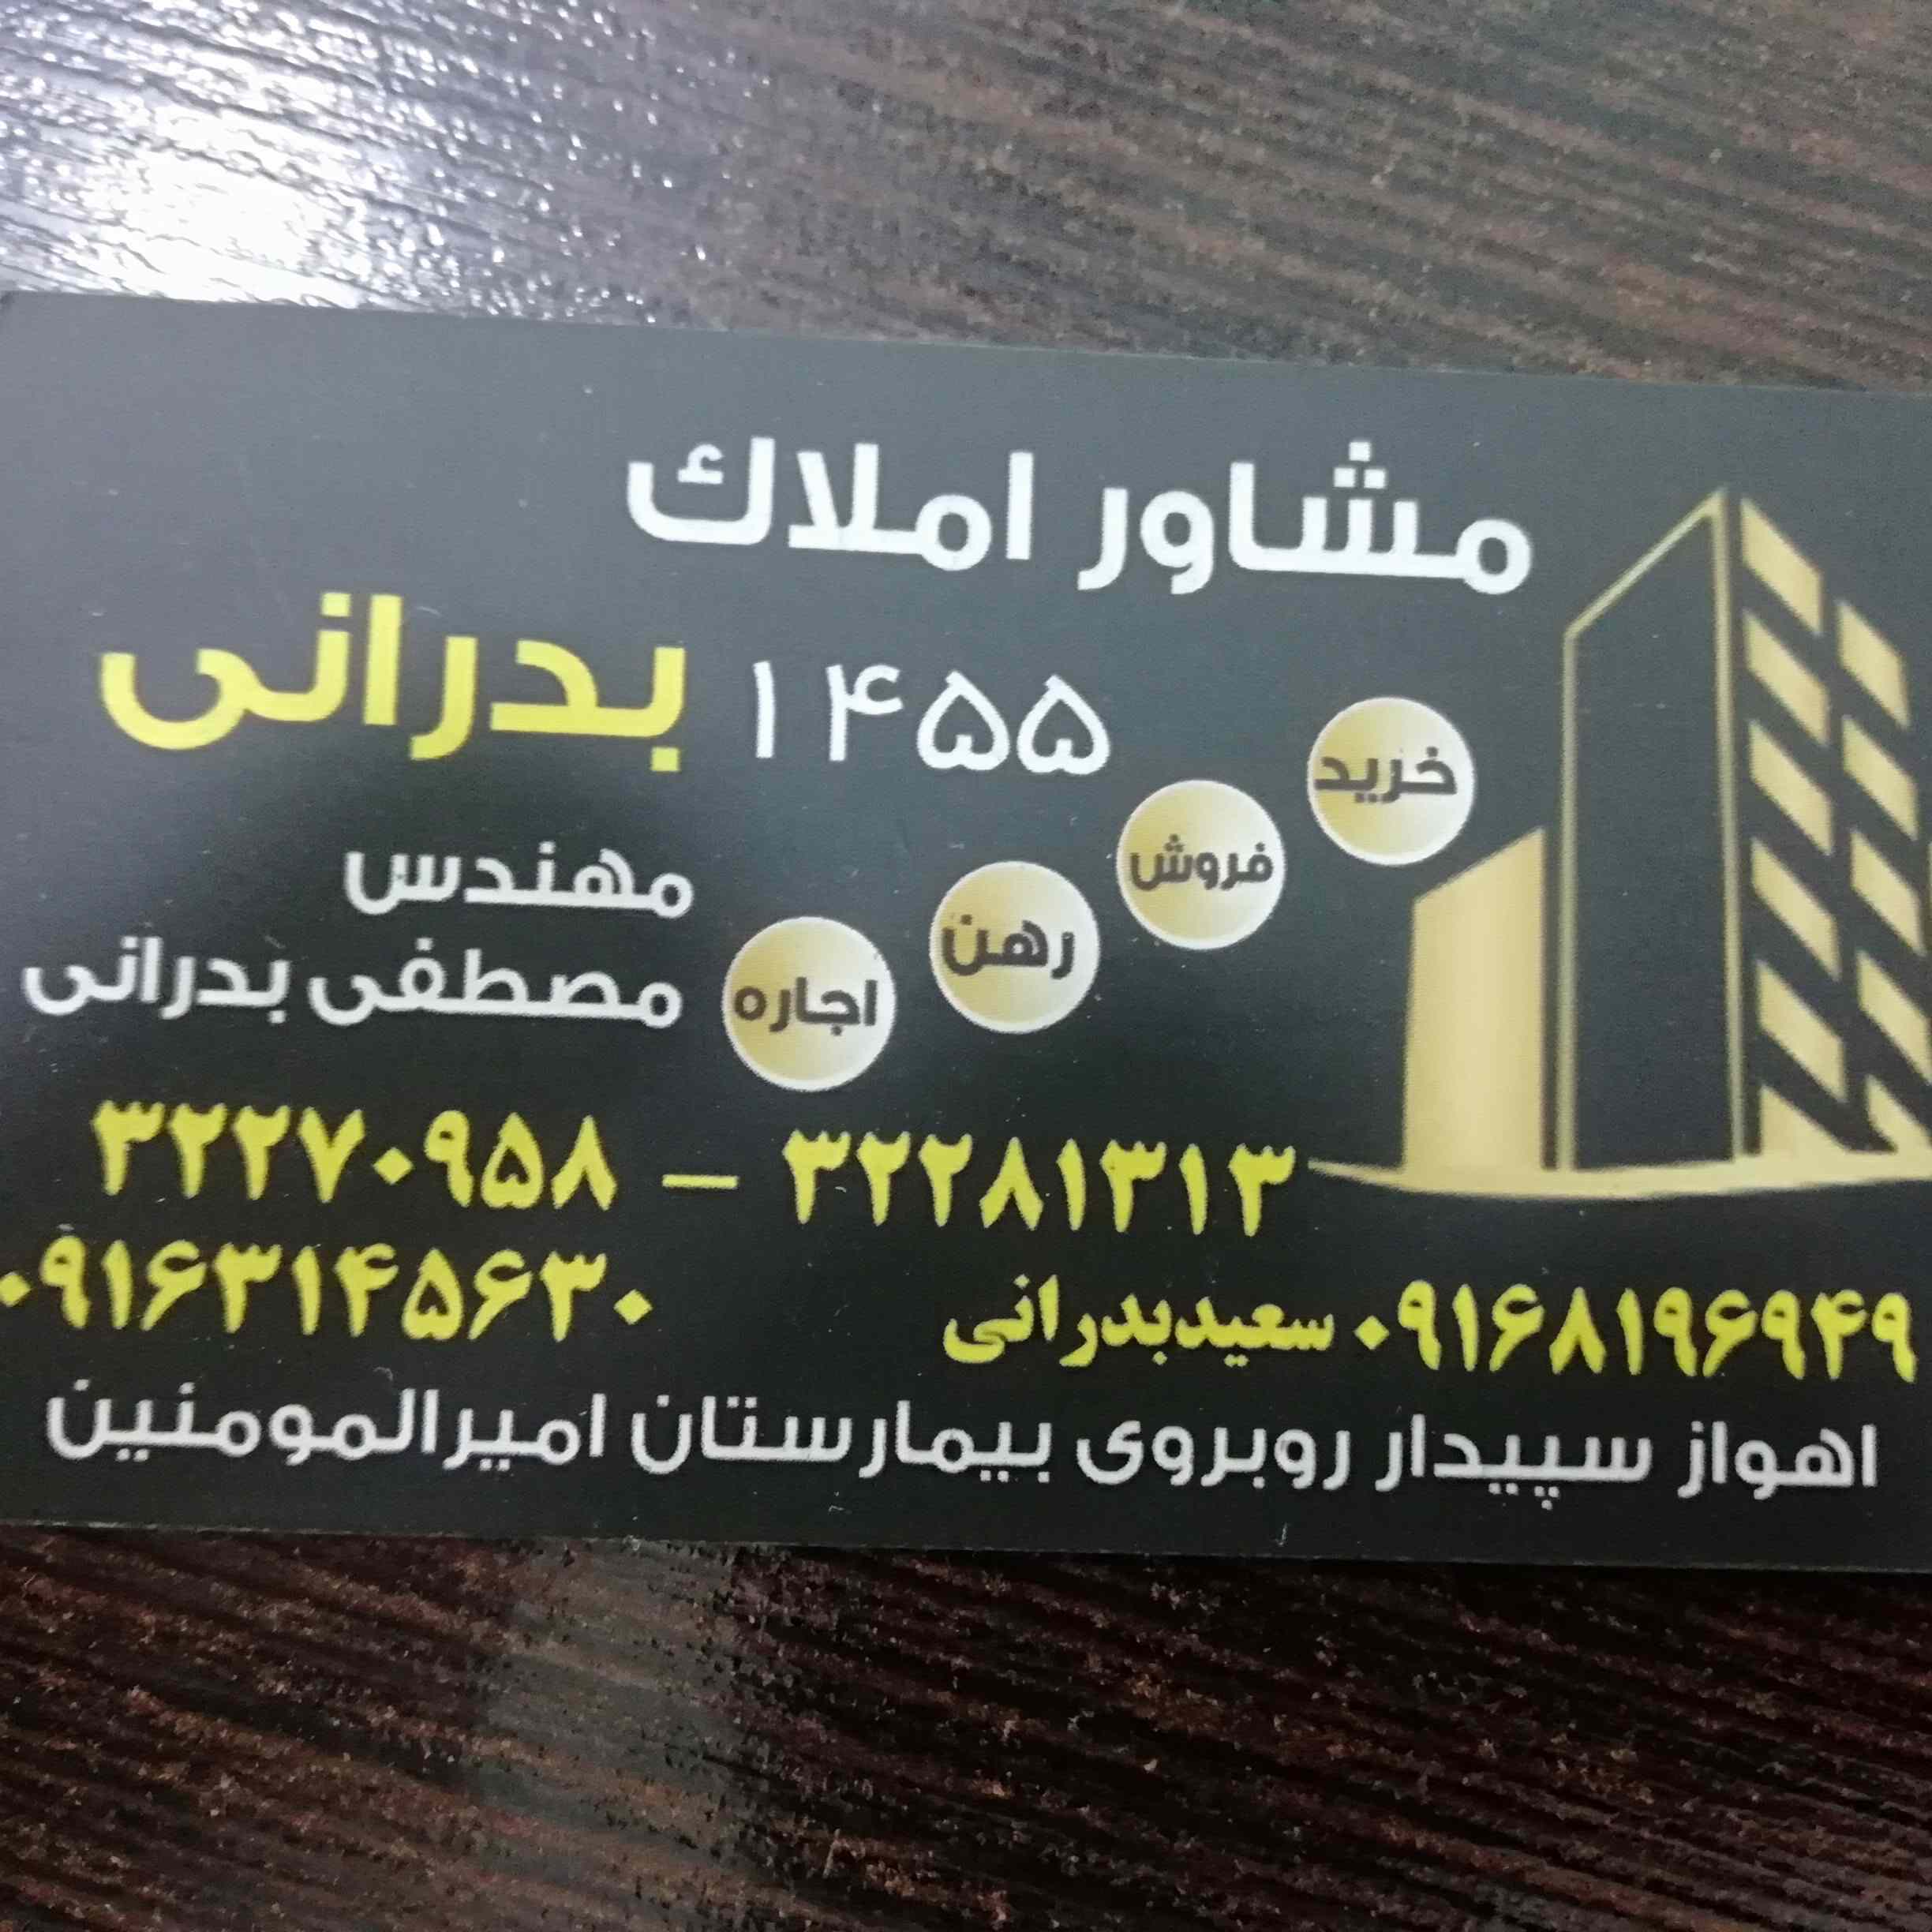 مشاور املاک
۱۴۵۵ بدرانی
خرید
فروش
رهن
اجاره
مهندس
مصطفی بدرانی
۳۲۲۷۰۹۵۸ - ۳۲۲۸۱۳۱۳
۰۹۱۶۸۱۹۶۹۴۹ سعیدبدرانی
۰۹۱۶۳۱۴۵۶۳۰
اهواز سپیدار روبروی بیمارستان امیرالمومنین